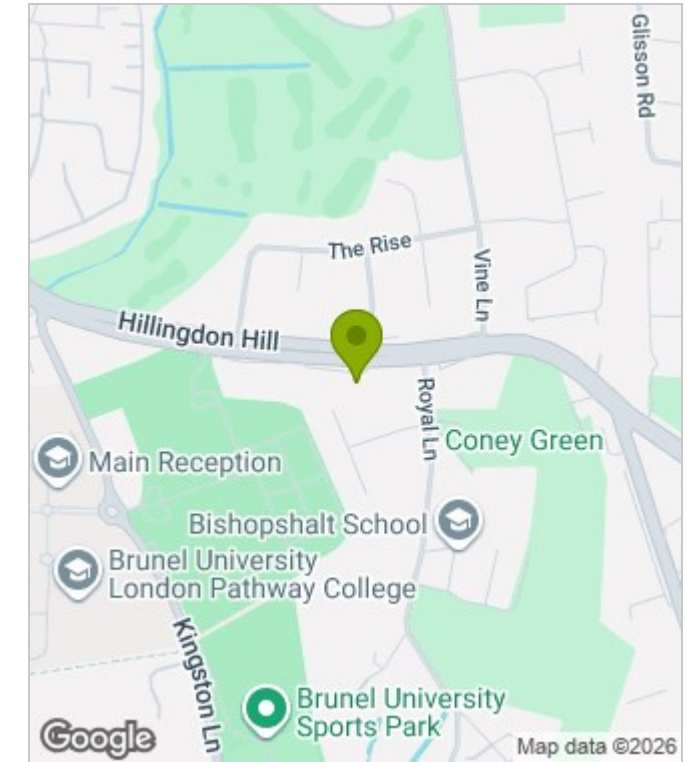 Glisson Rd
The Rise
Vine Ln
Hillingdon Hill
Royal Ln
Coney Green
Main Reception
Bishopshalt School
Brunel University
London Pathway College
Kingston Ln
Brunel University
Sports Park
Google
Map data ©2026